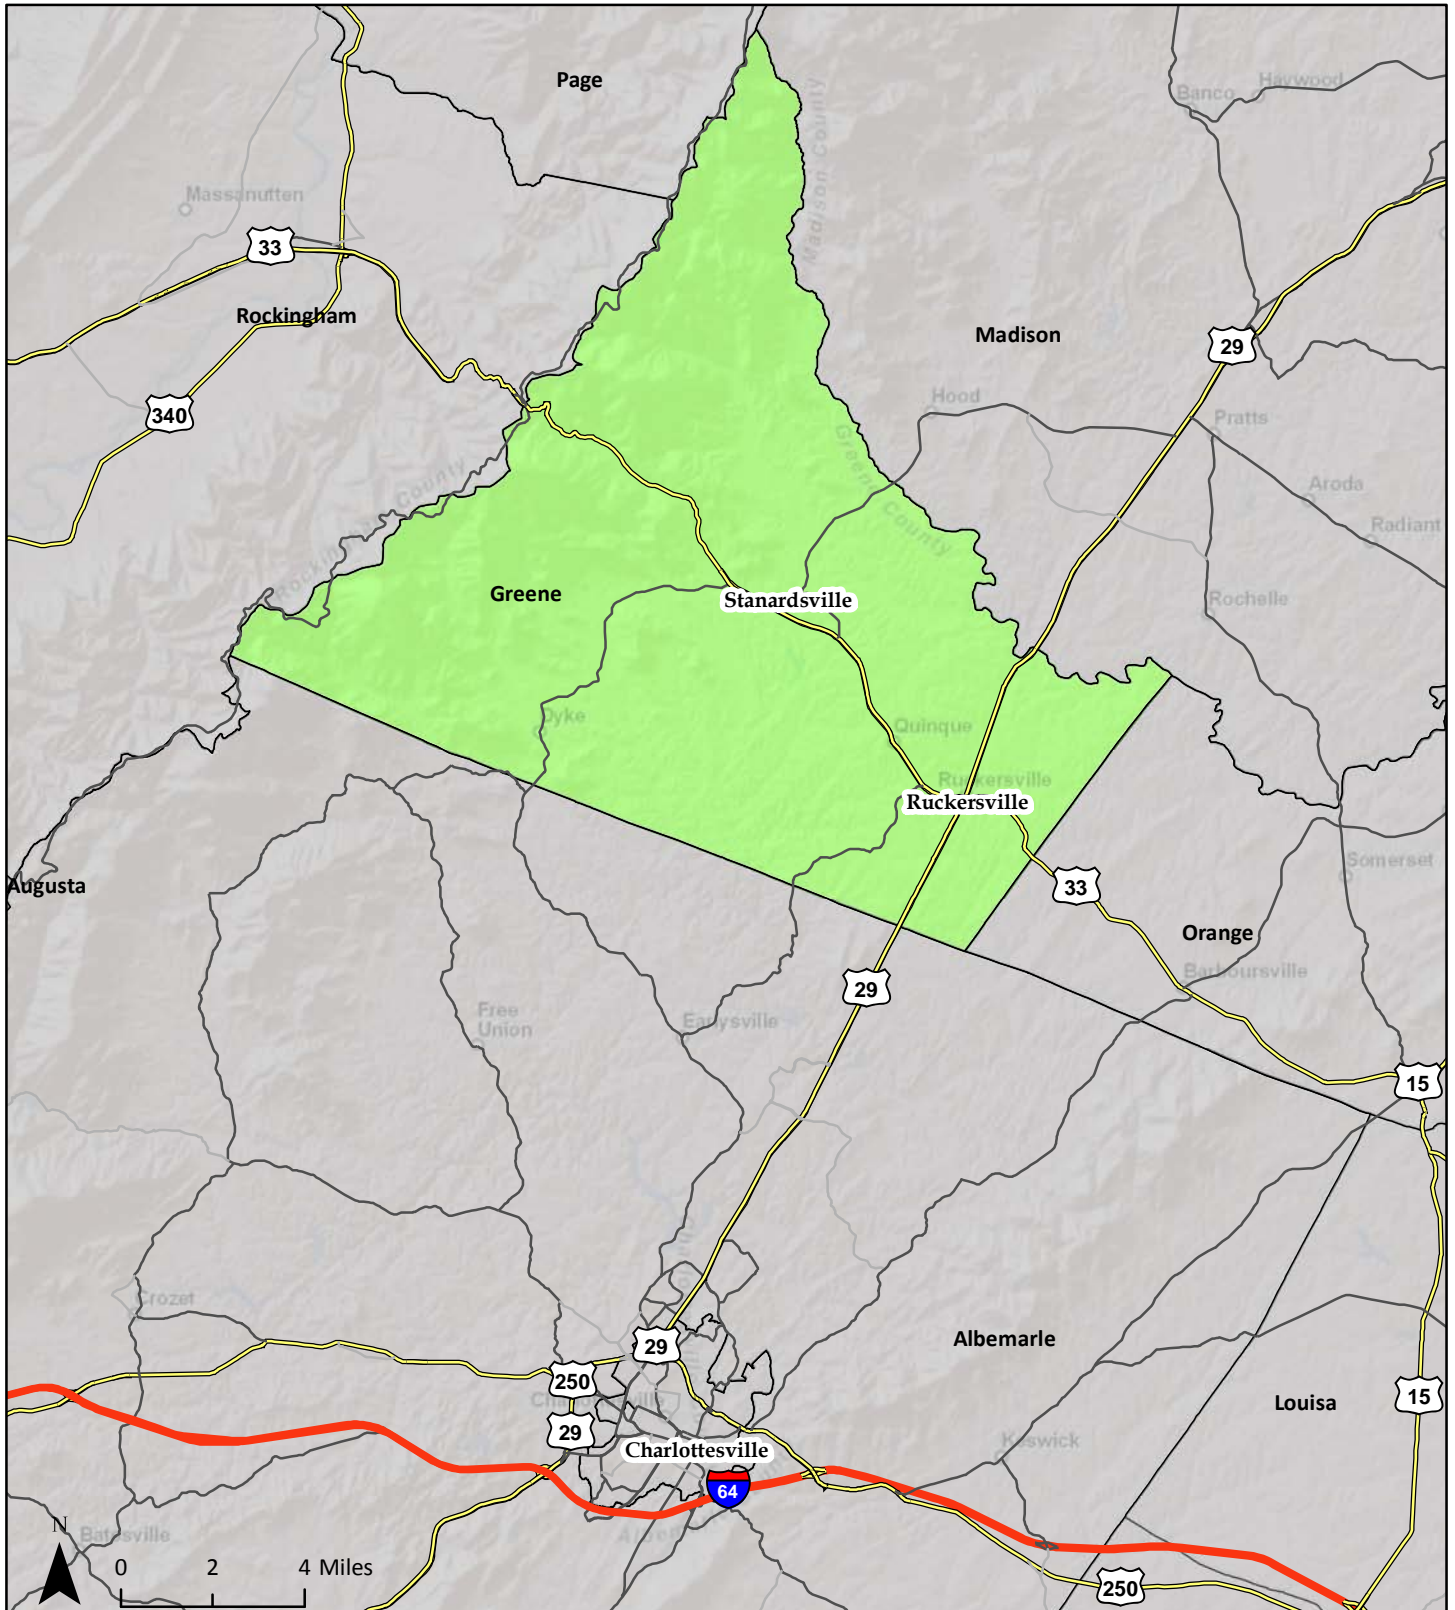 Page
Haywood
Banco
Madison County
Massanutten
33
Rockingham
Madison
29
340
Hood
Pratts
Greene County
Rockingham County
Aroda
Radiant
Greene
Stanardsville
Rochelle
Dyke
Quinque
Ruckersville
Ruckersville
Somerset
Augusta
33
Orange
Barboursville
29
Free
Union
Earlysville
15
Crozet
29
Albemarle
250
Charlottesville
15
Louisa
29
Charlottesville
Keswick
64
Batesville
N
0 2 4 Miles
250